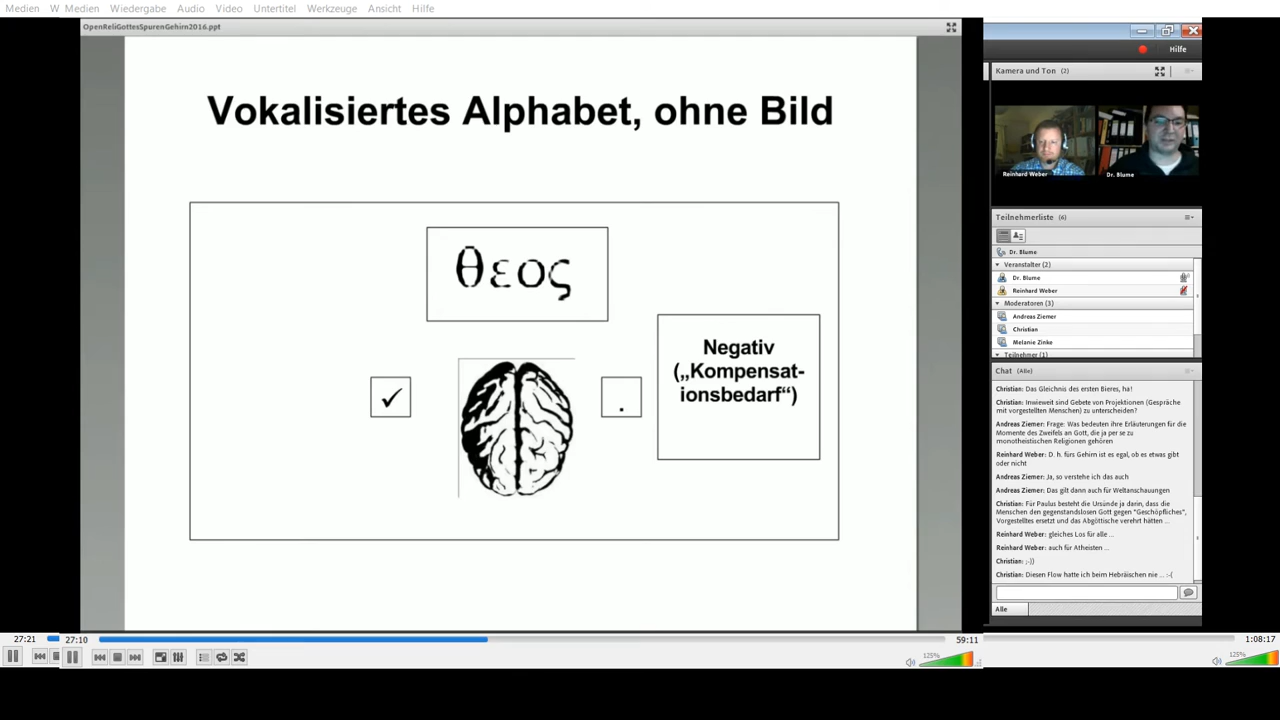 Medien W Medien Wiedergabe Audio Video Untertitel Werkzeuge Ansicht Hilfe
OpenReliGottesSpurenGehirn2016.ppt
Vokalisiertes Alphabet, ohne Bild
θεος
✓
.
Negativ
(„Kompensat-
ionsbedarf“)
Hilfe
Kamera und Ton (2)
Reinhard Weber
Dr. Blume
Teilnehmerliste (6)
Dr. Blume
Veranstalter (2)
Dr. Blume
Reinhard Weber
Moderatoren (3)
Andreas Ziemer
Christian
Melanie Zinke
Teilnehmer (1)
Chat (Alle)
Christian: Das Gleichnis des ersten Bieres, ha!
Christian: Inwieweit sind Gebete von Projektionen (Gespräche
mit vorgestellten Menschen) zu unterscheiden?
Andreas Ziemer: Frage: Was bedeuten ihre Erläuterungen für die
Momente des Zweifels an Gott, die ja per se zu
monotheistischen Religionen gehören
Reinhard Weber: D. h. fürs Gehirn ist es egal, ob es etwas gibt
oder nicht
Andreas Ziemer: Ja, so verstehe ich das auch
Andreas Ziemer: Das gilt dann auch für Weltanschauungen
Christian: Für Paulus besteht die Ursünde ja darin, dass die
Menschen den gegenstandslosen Gott gegen "Geschöpfliches",
Vorgestelltes ersetzt und das Abgöttische verehrt hätten ...
Reinhard Weber: gleiches Los für alle ...
Reinhard Weber: auch für Atheisten ...
Christian: ;-))
Christian: Diesen Flow hatte ich beim Hebräischen nie ... :-(
Alle
27:21 27:10 59:11 1:08:17
125% 125%